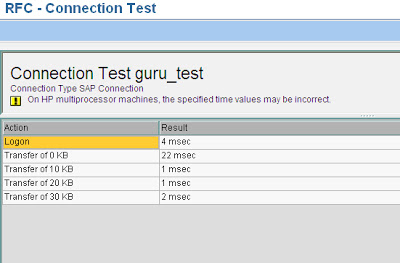 RFC - Connection Test
Connection Test guru_test
Connection Type SAP Connection
On HP multiprocessor machines, the specified time values may be incorrect.
Action Result
Logon 4 msec
Transfer of 0 KB 22 msec
Transfer of 10 KB 1 msec
Transfer of 20 KB 1 msec
Transfer of 30 KB 2 msec